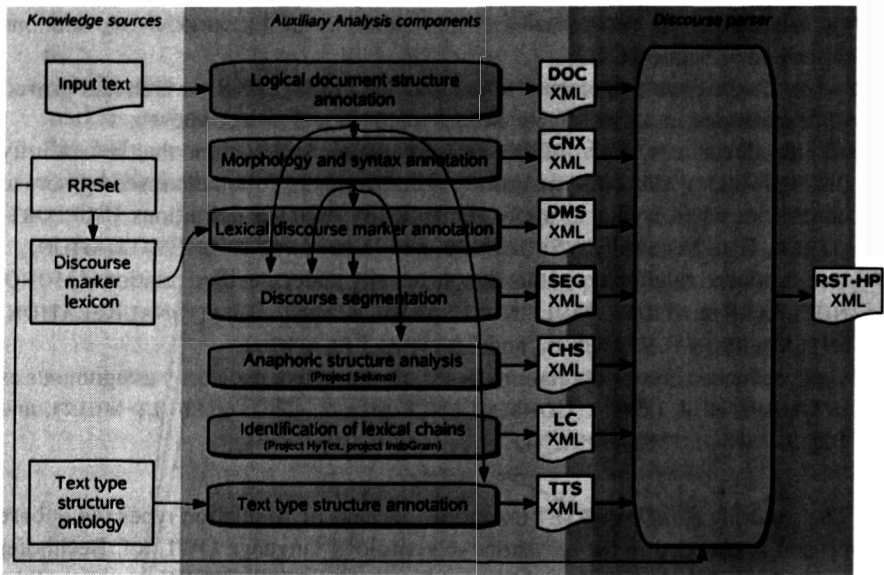 Knowledge sources
Auxiliary Analysis components
Discourse parser
Input text
Logical document structure
annotation
DOC
XML
Morphology and syntax annotation
CNX
XML
RRSet
Lexical discourse marker annotation
DMS
XML
Discourse
marker
lexicon
Discourse segmentation
SEG
XML
RST-HP
XML
Anaphoric structure analysis
(Project Sekimo)
CHS
XML
Identification of lexical chains
(Project HyTex, project IndoGram)
LC
XML
Text type
structure
ontology
Text type structure annotation
TTS
XML